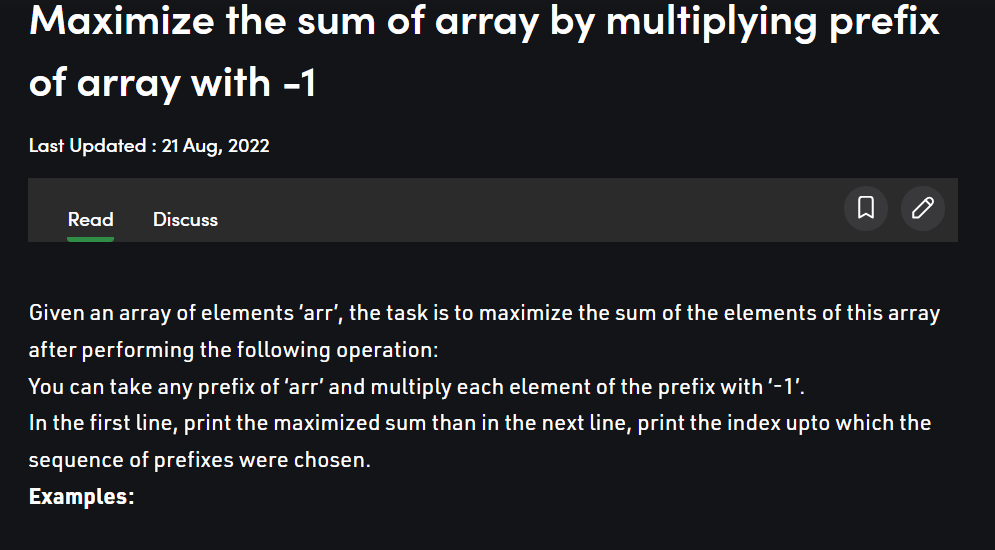 Maximize the sum of array by multiplying prefix
of array with -1
Last Updated : 21 Aug, 2022
Read Discuss
Given an array of elements ‘arr’, the task is to maximize the sum of the elements of this array
after performing the following operation:
You can take any prefix of ‘arr’ and multiply each element of the prefix with ‘-1’.
In the first line, print the maximized sum than in the next line, print the index upto which the
sequence of prefixes were chosen.
Examples: